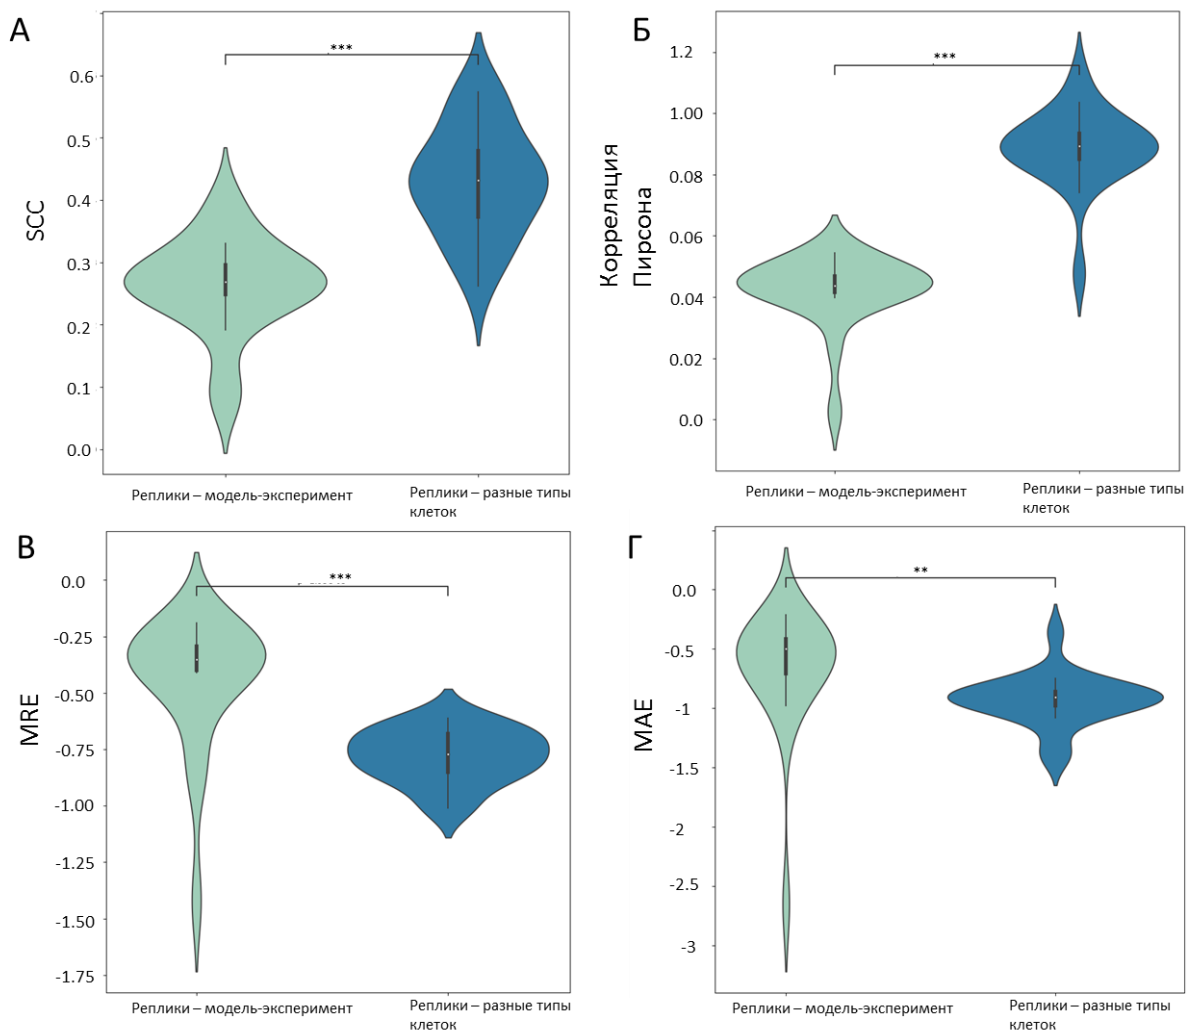 А
***
0.6
0.5
0.4
0.3
0.2
0.1
0.0
SCC
Реплики – модель-эксперимент
Реплики – разные типы
клеток
Б
***
1.2
1.00
0.08
0.06
0.04
0.02
0.0
Корреляция
Пирсона
Реплики – модель-эксперимент
Реплики – разные типы
клеток
В
***
0.0
-0.25
-0.50
-0.75
-1.00
-1.25
-1.50
-1.75
MRE
Реплики – модель-эксперимент
Реплики – разные типы
клеток
Г
**
0.0
-0.5
-1
-1.5
-2
-2.5
-3
MAE
Реплики – модель-эксперимент
Реплики – разные типы
клеток